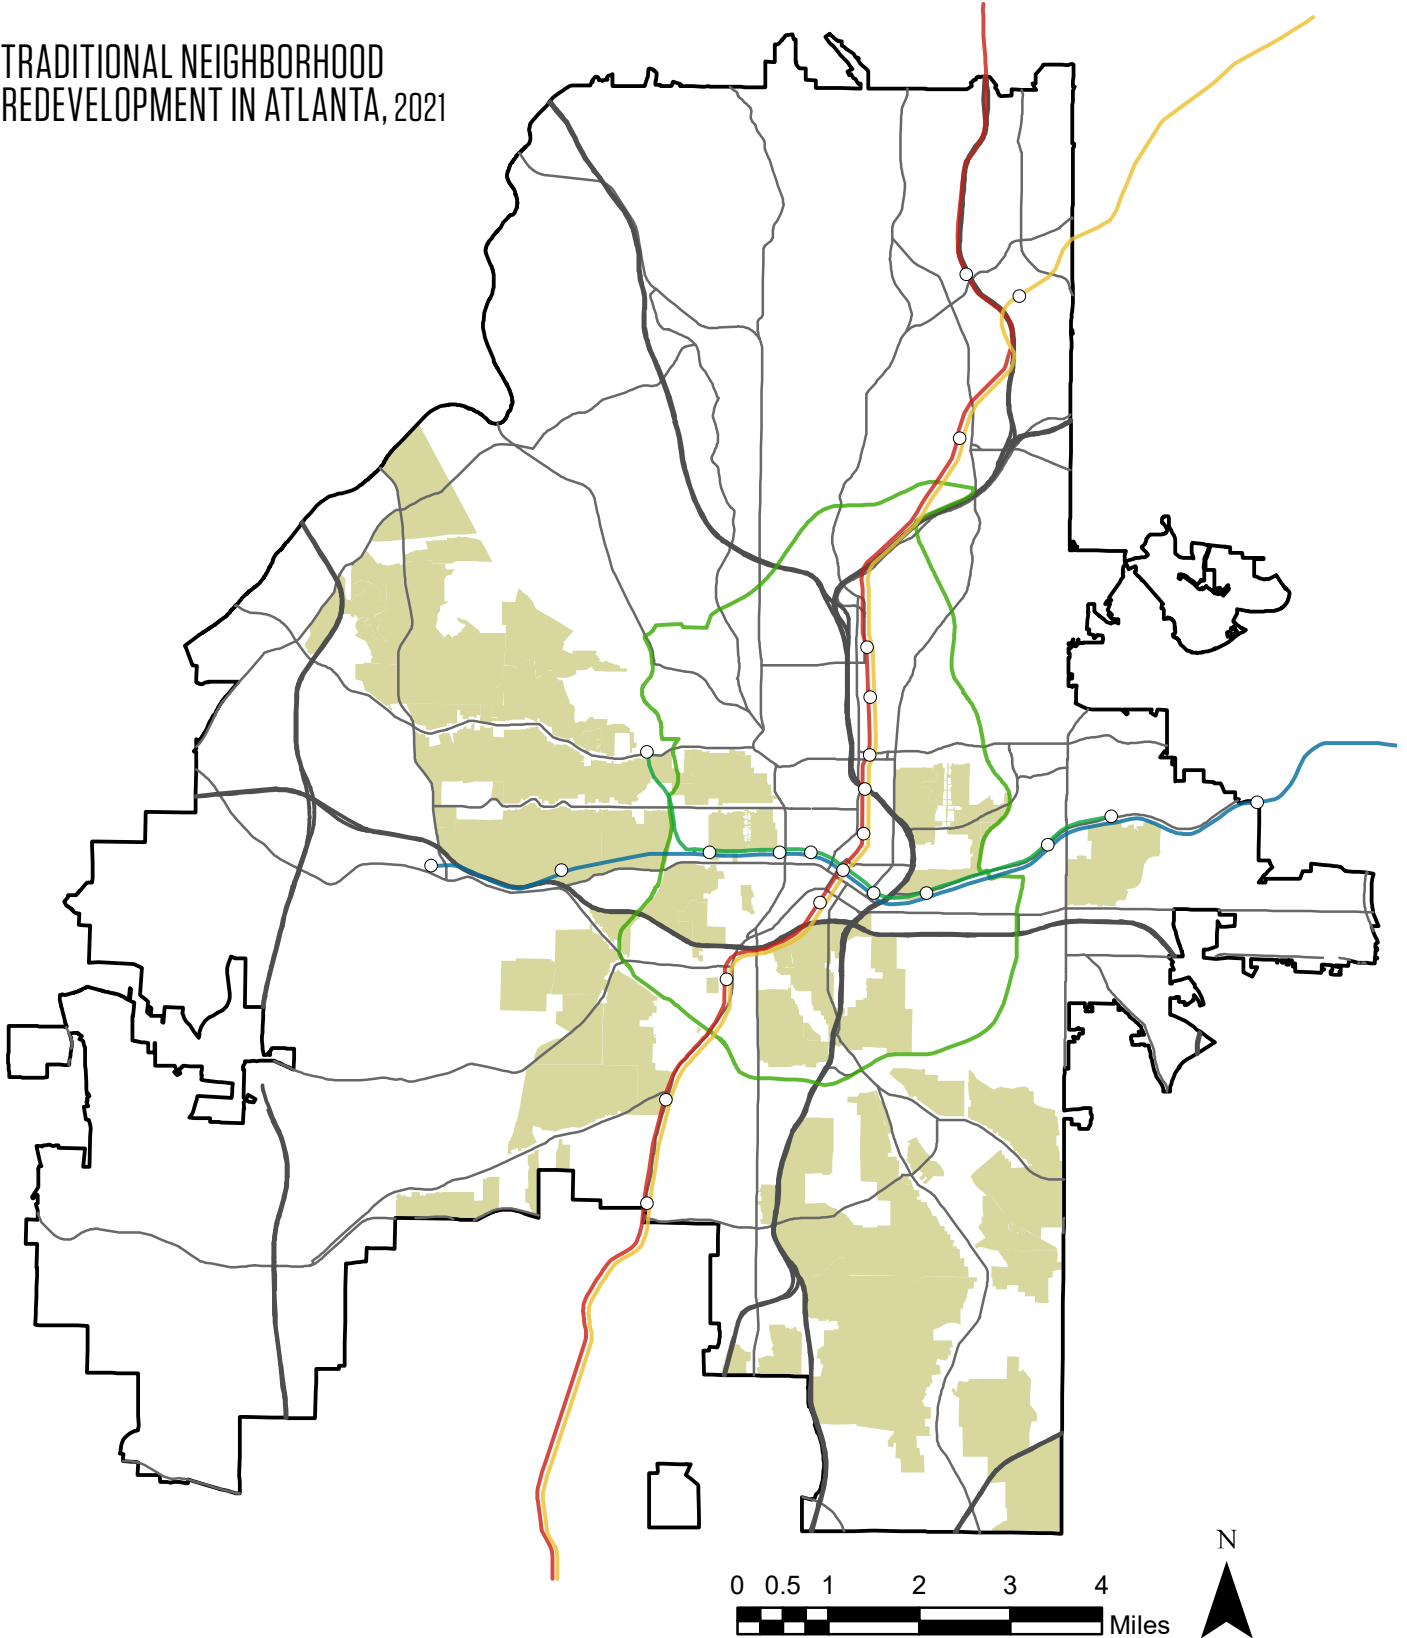 TRADITIONAL NEIGHBORHOOD
REDEVELOPMENT IN ATLANTA, 2021
N
0 0.5 1 2 3 4
Miles